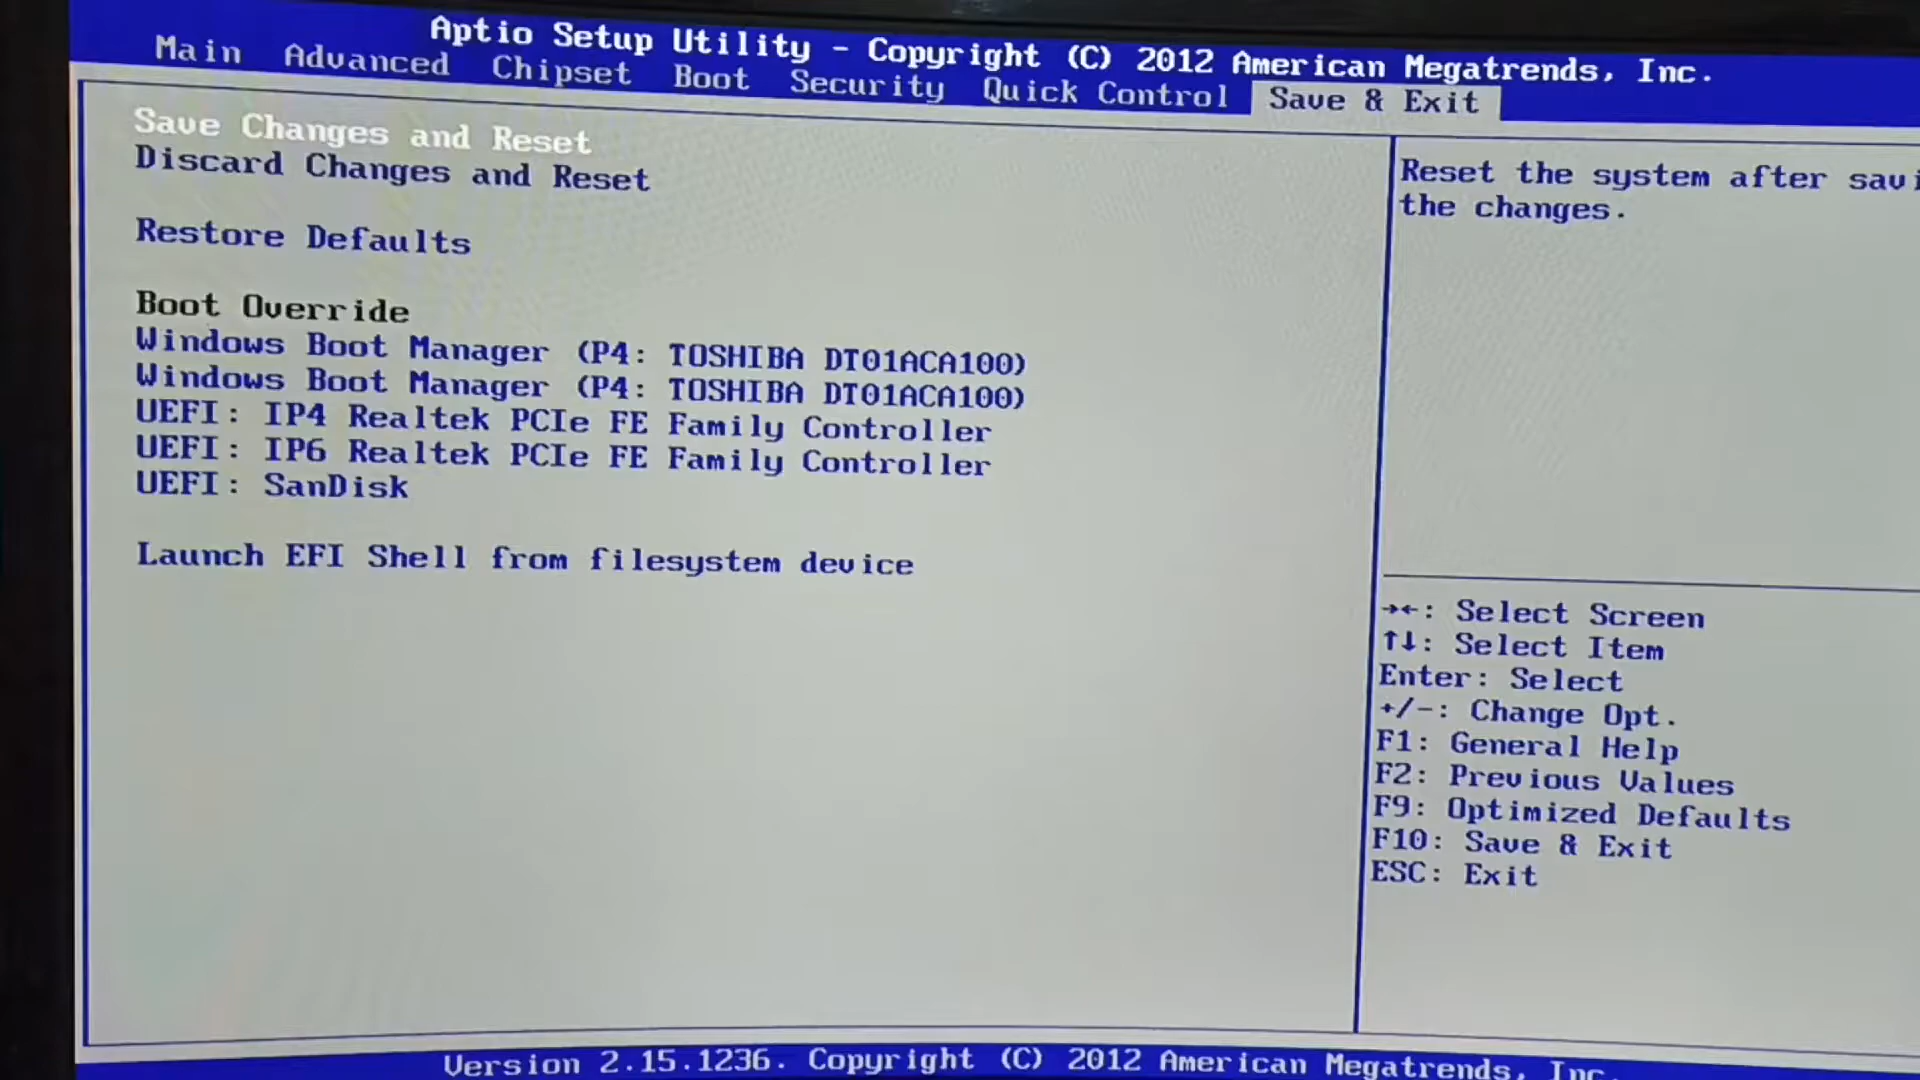 Aptio Setup Utility - Copyright (C) 2012 American Megatrends, Inc.
Main Advanced Chipset Boot Security Quick Control Save & Exit
Save Changes and Reset
Discard Changes and Reset
Restore Defaults
Boot Override
Windows Boot Manager (P4: TOSHIBA DT01ACA100)
Windows Boot Manager (P4: TOSHIBA DT01ACA100)
UEFI: IP4 Realtek PCIe FE Family Controller
UEFI: IP6 Realtek PCIe FE Family Controller
UEFI: SanDisk
Launch EFI Shell from filesystem device
Reset the system after savi
the changes.
→←: Select Screen
↑↓: Select Item
Enter: Select
+/-: Change Opt.
F1: General Help
F2: Previous Values
F9: Optimized Defaults
F10: Save & Exit
ESC: Exit
Version 2.15.1236. Copyright (C) 2012 American Megatrends, Inc.